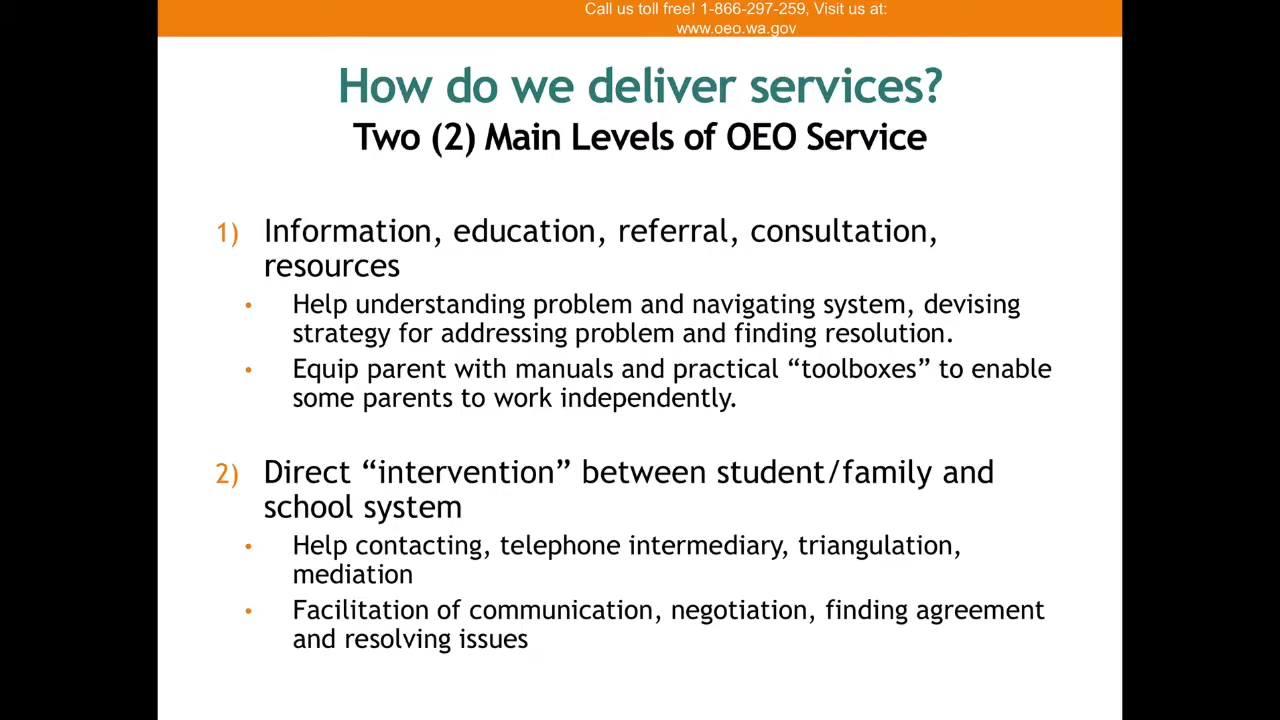 Call us toll free! 1-866-297-259, Visit us at:
www.oeo.wa.gov
How do we deliver services?
Two (2) Main Levels of OEO Service
1) Information, education, referral, consultation,
resources
• Help understanding problem and navigating system, devising
strategy for addressing problem and finding resolution.
• Equip parent with manuals and practical “toolboxes” to enable
some parents to work independently.
2) Direct “intervention” between student/family and
school system
• Help contacting, telephone intermediary, triangulation,
mediation
• Facilitation of communication, negotiation, finding agreement
and resolving issues